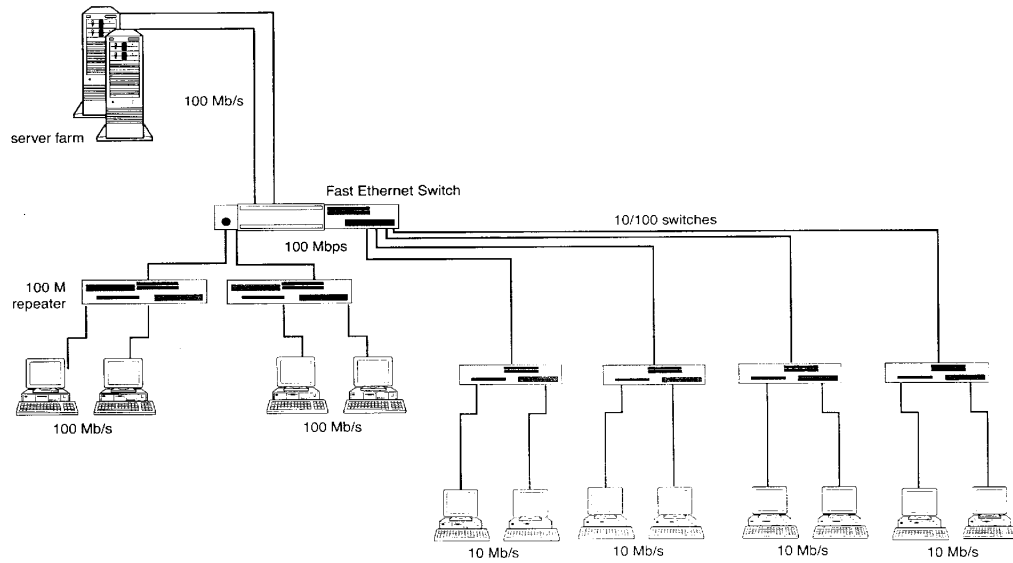 100 Mb/s
server farm
Fast Ethernet Switch
10/100 switches
100 Mbps
100 M
repeater
100 Mb/s
100 Mb/s
10 Mb/s
10 Mb/s
10 Mb/s
10 Mb/s